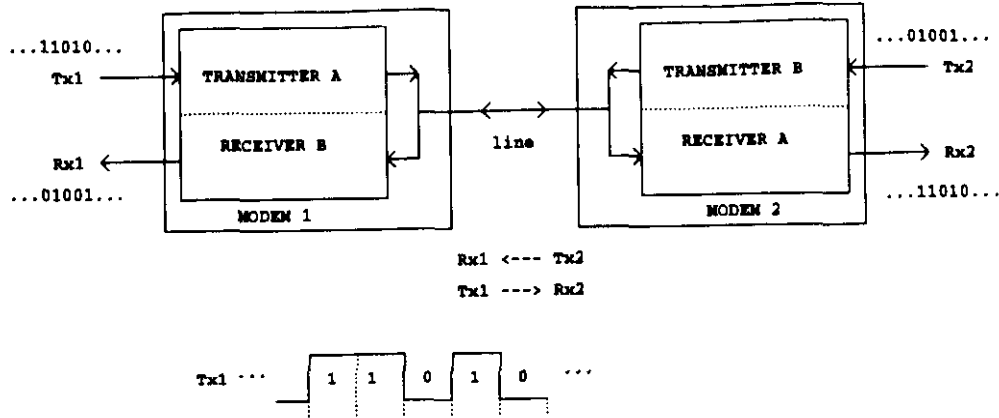 ...11010...
Tx1
TRANSMITTER A
RECEIVER B
Rx1
...01001...
MODEM 1
line
...01001...
TRANSMITTER B
Tx2
RECEIVER A
Rx2
...11010...
MODEM 2
Rx1 <--- Tx2
Tx1 ---> Rx2
Tx1 ... 1 1 0 1 0 ...